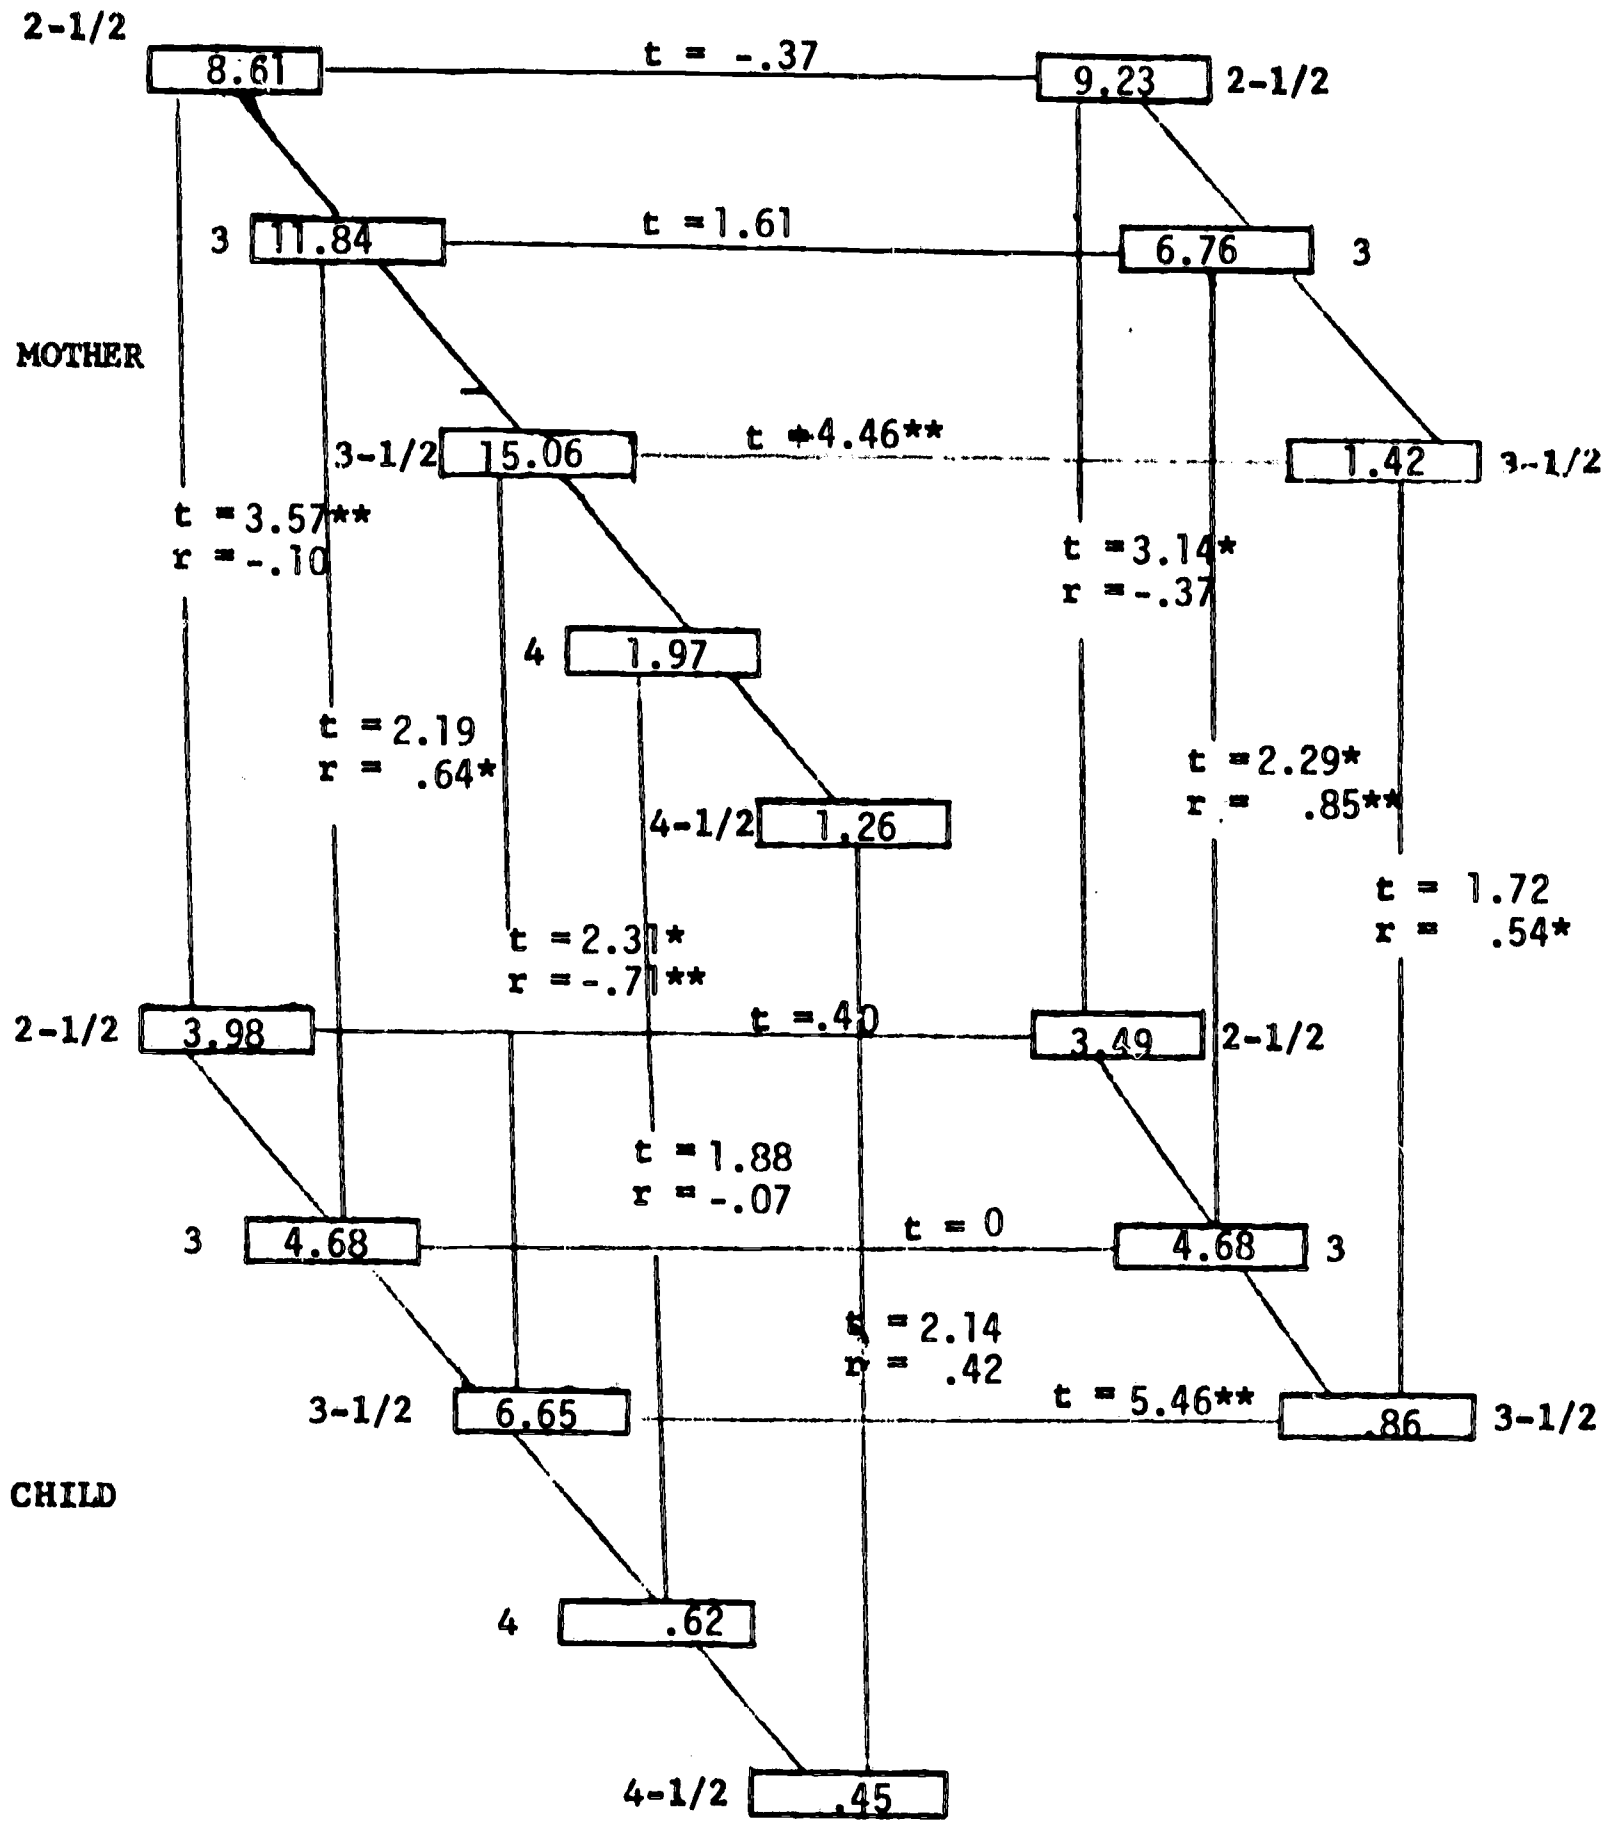 2-1/2
8.61
t = -.37
9.23
2-1/2
3
11.84
t = 1.61
6.76
3
MOTHER
3-1/2
15.06
t = 4.46**
1.42
3-1/2
t = 3.57**
r = -.10
t = 3.14*
r = -.37
4
1.97
t = 2.19
r = .64*
t = 2.29*
r = .85**
4-1/2
1.26
t = 1.72
r = .54*
t = 2.31*
r = -.71**
2-1/2
3.98
t = .40
3.49
2-1/2
t = 1.88
r = -.07
3
4.68
t = 0
4.68
3
t = 2.14
r = .42
3-1/2
6.65
t = 5.46**
.86
3-1/2
CHILD
4
.62
4-1/2
.45